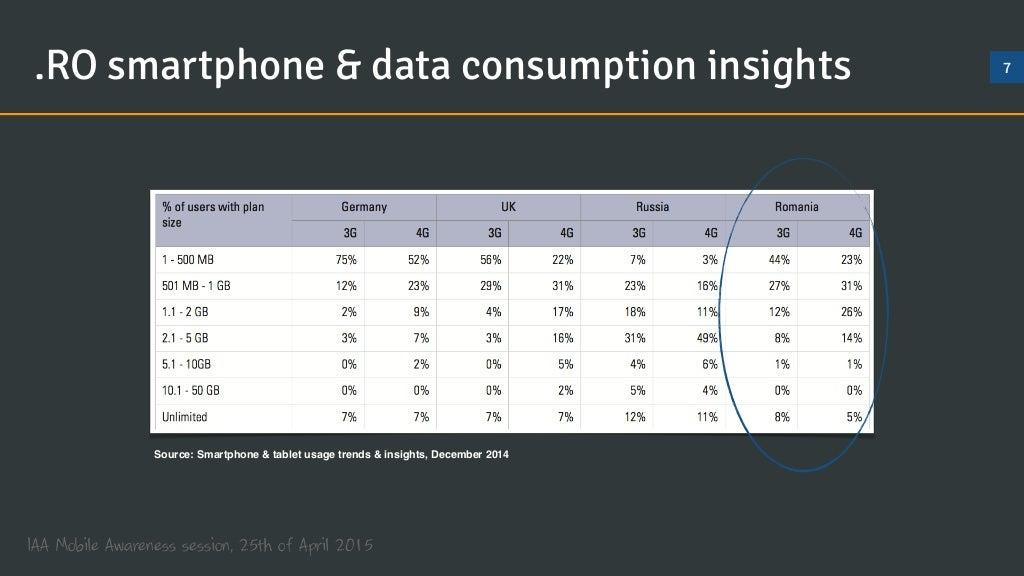 .RO smartphone & data consumption insights
7
% of users with plan size Germany UK Russia Romania
3G 4G 3G 4G 3G 4G 3G 4G
1 - 500 MB 75% 52% 56% 22% 7% 3% 44% 23%
501 MB - 1 GB 12% 23% 29% 31% 23% 16% 27% 31%
1.1 - 2 GB 2% 9% 4% 17% 18% 11% 12% 26%
2.1 - 5 GB 3% 7% 3% 16% 31% 49% 8% 14%
5.1 - 10GB 0% 2% 0% 5% 4% 6% 1% 1%
10.1 - 50 GB 0% 0% 0% 2% 5% 4% 0% 0%
Unlimited 7% 7% 7% 7% 12% 11% 8% 5%
Source: Smartphone & tablet usage trends & insights, December 2014
IAA Mobile Awareness session, 25th of April 2015